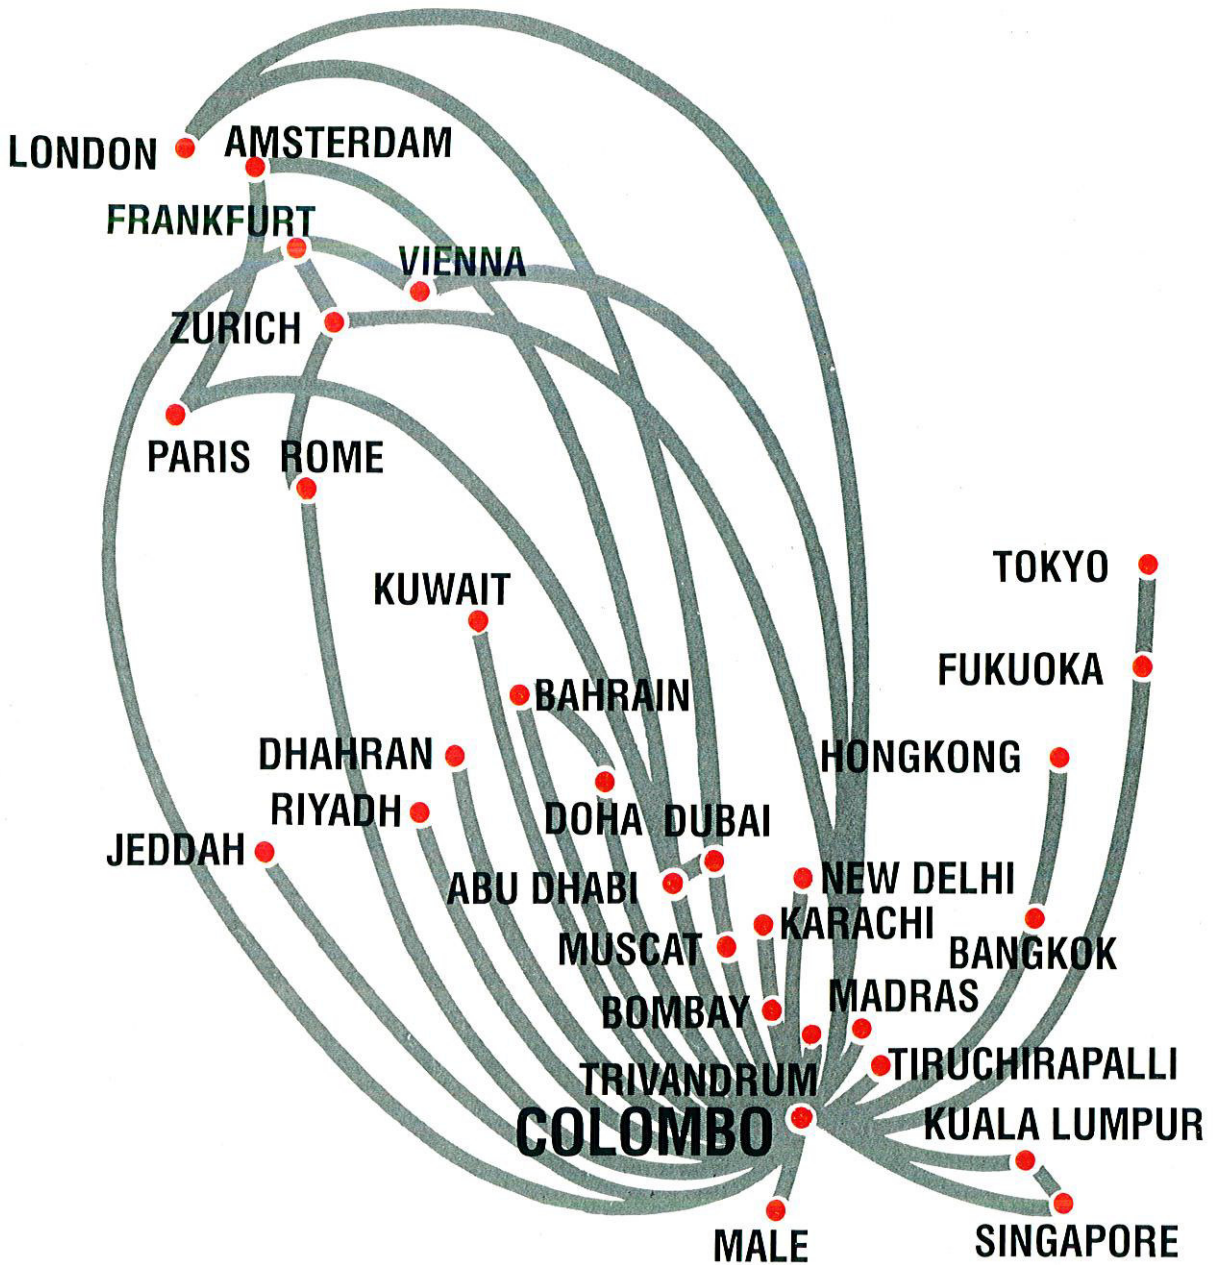 LONDON
AMSTERDAM
FRANKFURT
VIENNA
ZURICH
PARIS
ROME
KUWAIT
TOKYO
FUKUOKA
BAHRAIN
DHAHRAN
HONGKONG
RIYADH
DOHA
DUBAI
JEDDAH
ABU DHABI
NEW DELHI
KARACHI
MUSCAT
BANGKOK
BOMBAY
MADRAS
TRIVANDRUM
TIRUCHIRAPALLI
COLOMBO
KUALA LUMPUR
MALE
SINGAPORE